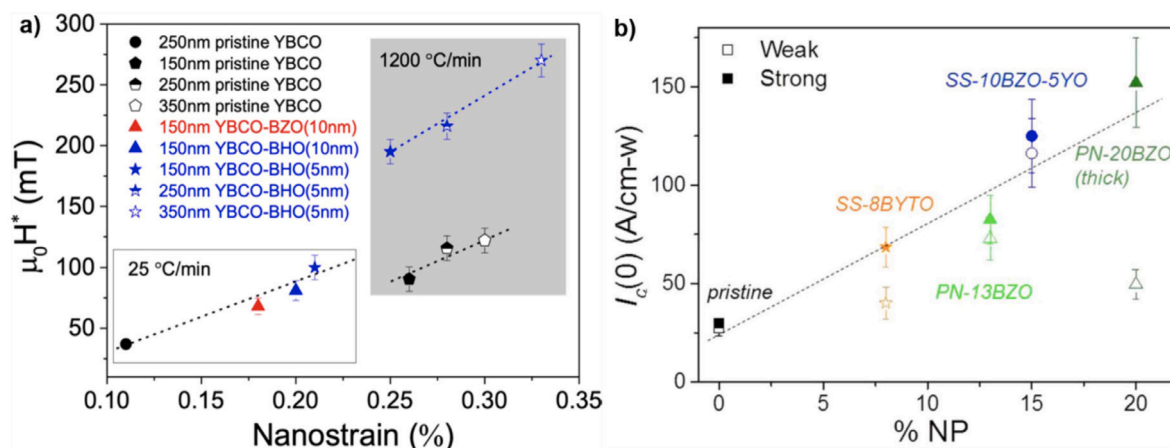 a)
300
250
200
150
100
50
0
μ₀H* (mT)
250nm pristine YBCO
150nm pristine YBCO
250nm pristine YBCO
350nm pristine YBCO
150nm YBCO-BZO(10nm)
150nm YBCO-BHO(10nm)
150nm YBCO-BHO(5nm)
250nm YBCO-BHO(5nm)
350nm YBCO-BHO(5nm)
1200 °C/min
25 °C/min
0.10 0.15 0.20 0.25 0.30 0.35
Nanostrain (%)
b)
150
100
50
0
I_c(0) (A/cm-w)
Weak
Strong
SS-10BZO-5YO
PN-20BZO
(thick)
SS-8BYTO
PN-13BZO
pristine
0 5 10 15 20
% NP